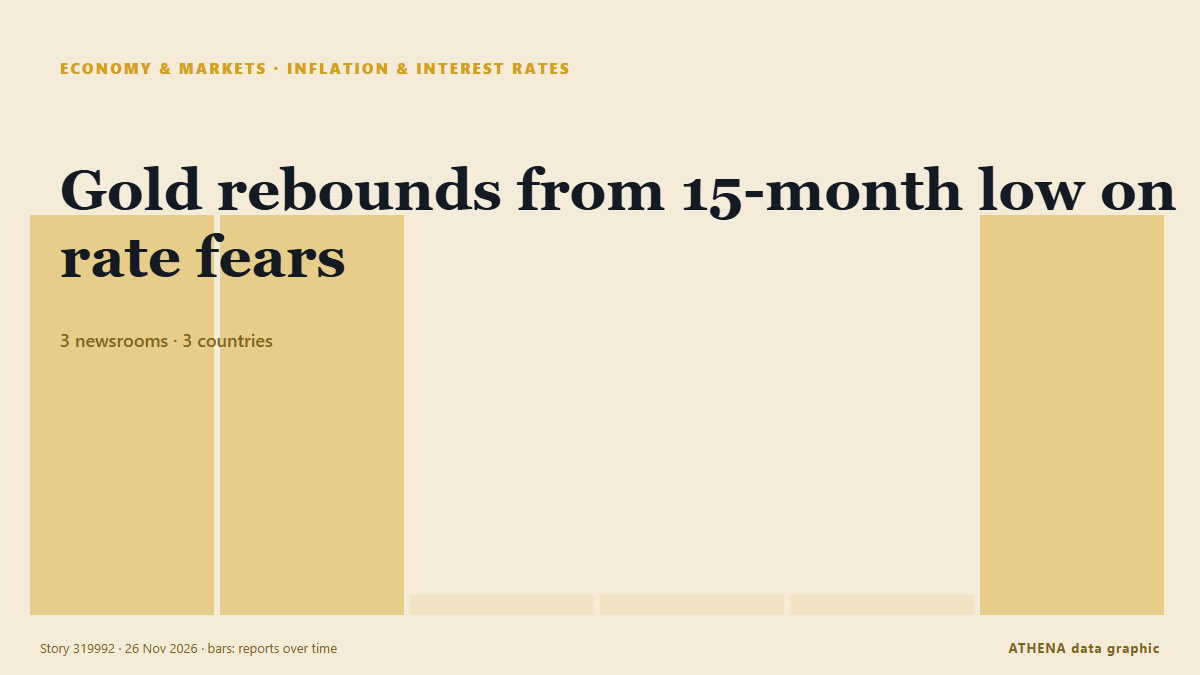 ECONOMY & MARKETS · INFLATION & INTEREST RATES
Gold rebounds from 15-month low on
rate fears
3 newsrooms · 3 countries
Story 319992 · 26 Nov 2026 · bars: reports over time
ATHENA data graphic